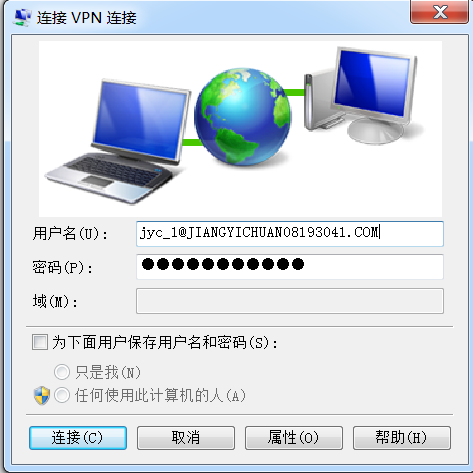 连接 VPN 连接
用户名(U): jyc_1@JIANGYICHUAN08193041.COM
密码(P): ●●●●●●●●●●●
域(M):
为下面用户保存用户名和密码(S):
只是我(N)
任何使用此计算机的人(A)
连接(C) 取消 属性(O) 帮助(H)